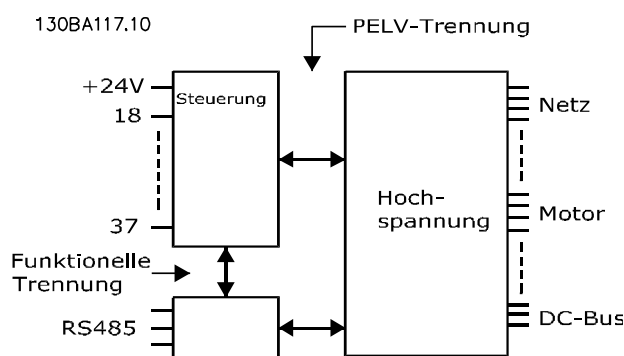 130BA117.10
PELV-Trennung
+24V
Steuerung
18
Netz
Hoch-
spannung
Motor
37
Funktionelle
Trennung
RS485
DC-Bus